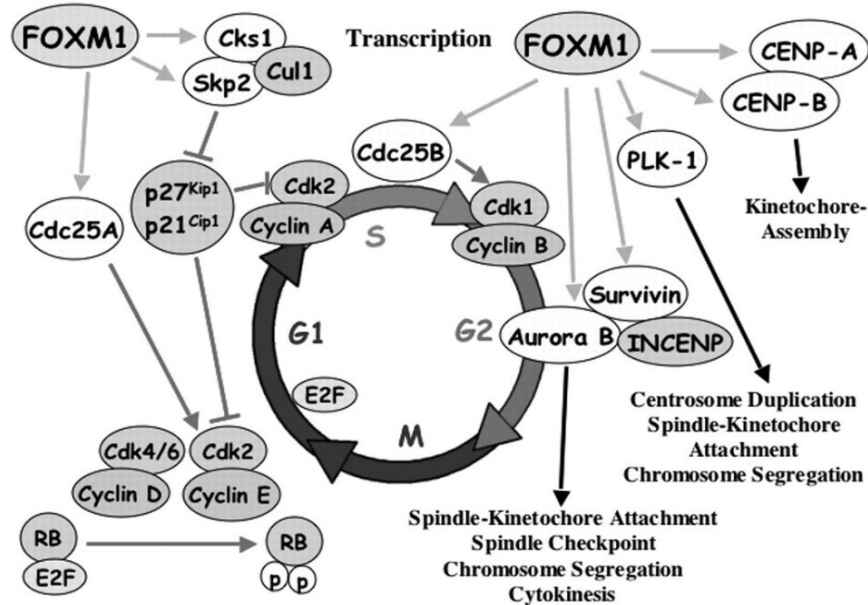 FOXM1
Cks1
Skp2
Cul1
Transcription
FOXM1
CENP-A
CENP-B
Cdc25B
PLK-1
p27Kip1
p21Cip1
Cdk2
Cyclin A
Cdk1
Cyclin B
Kinetochore-
Assembly
Cdc25A
S
G1
G2
M
Survivin
Aurora B
INCENP
E2F
Cdk4/6
Cyclin D
Cdk2
Cyclin E
Centrosome Duplication
Spindle-Kinetochore
Attachment
Chromosome Segregation
RB
E2F
RB
p p
Spindle-Kinetochore Attachment
Spindle Checkpoint
Chromosome Segregation
Cytokinesis